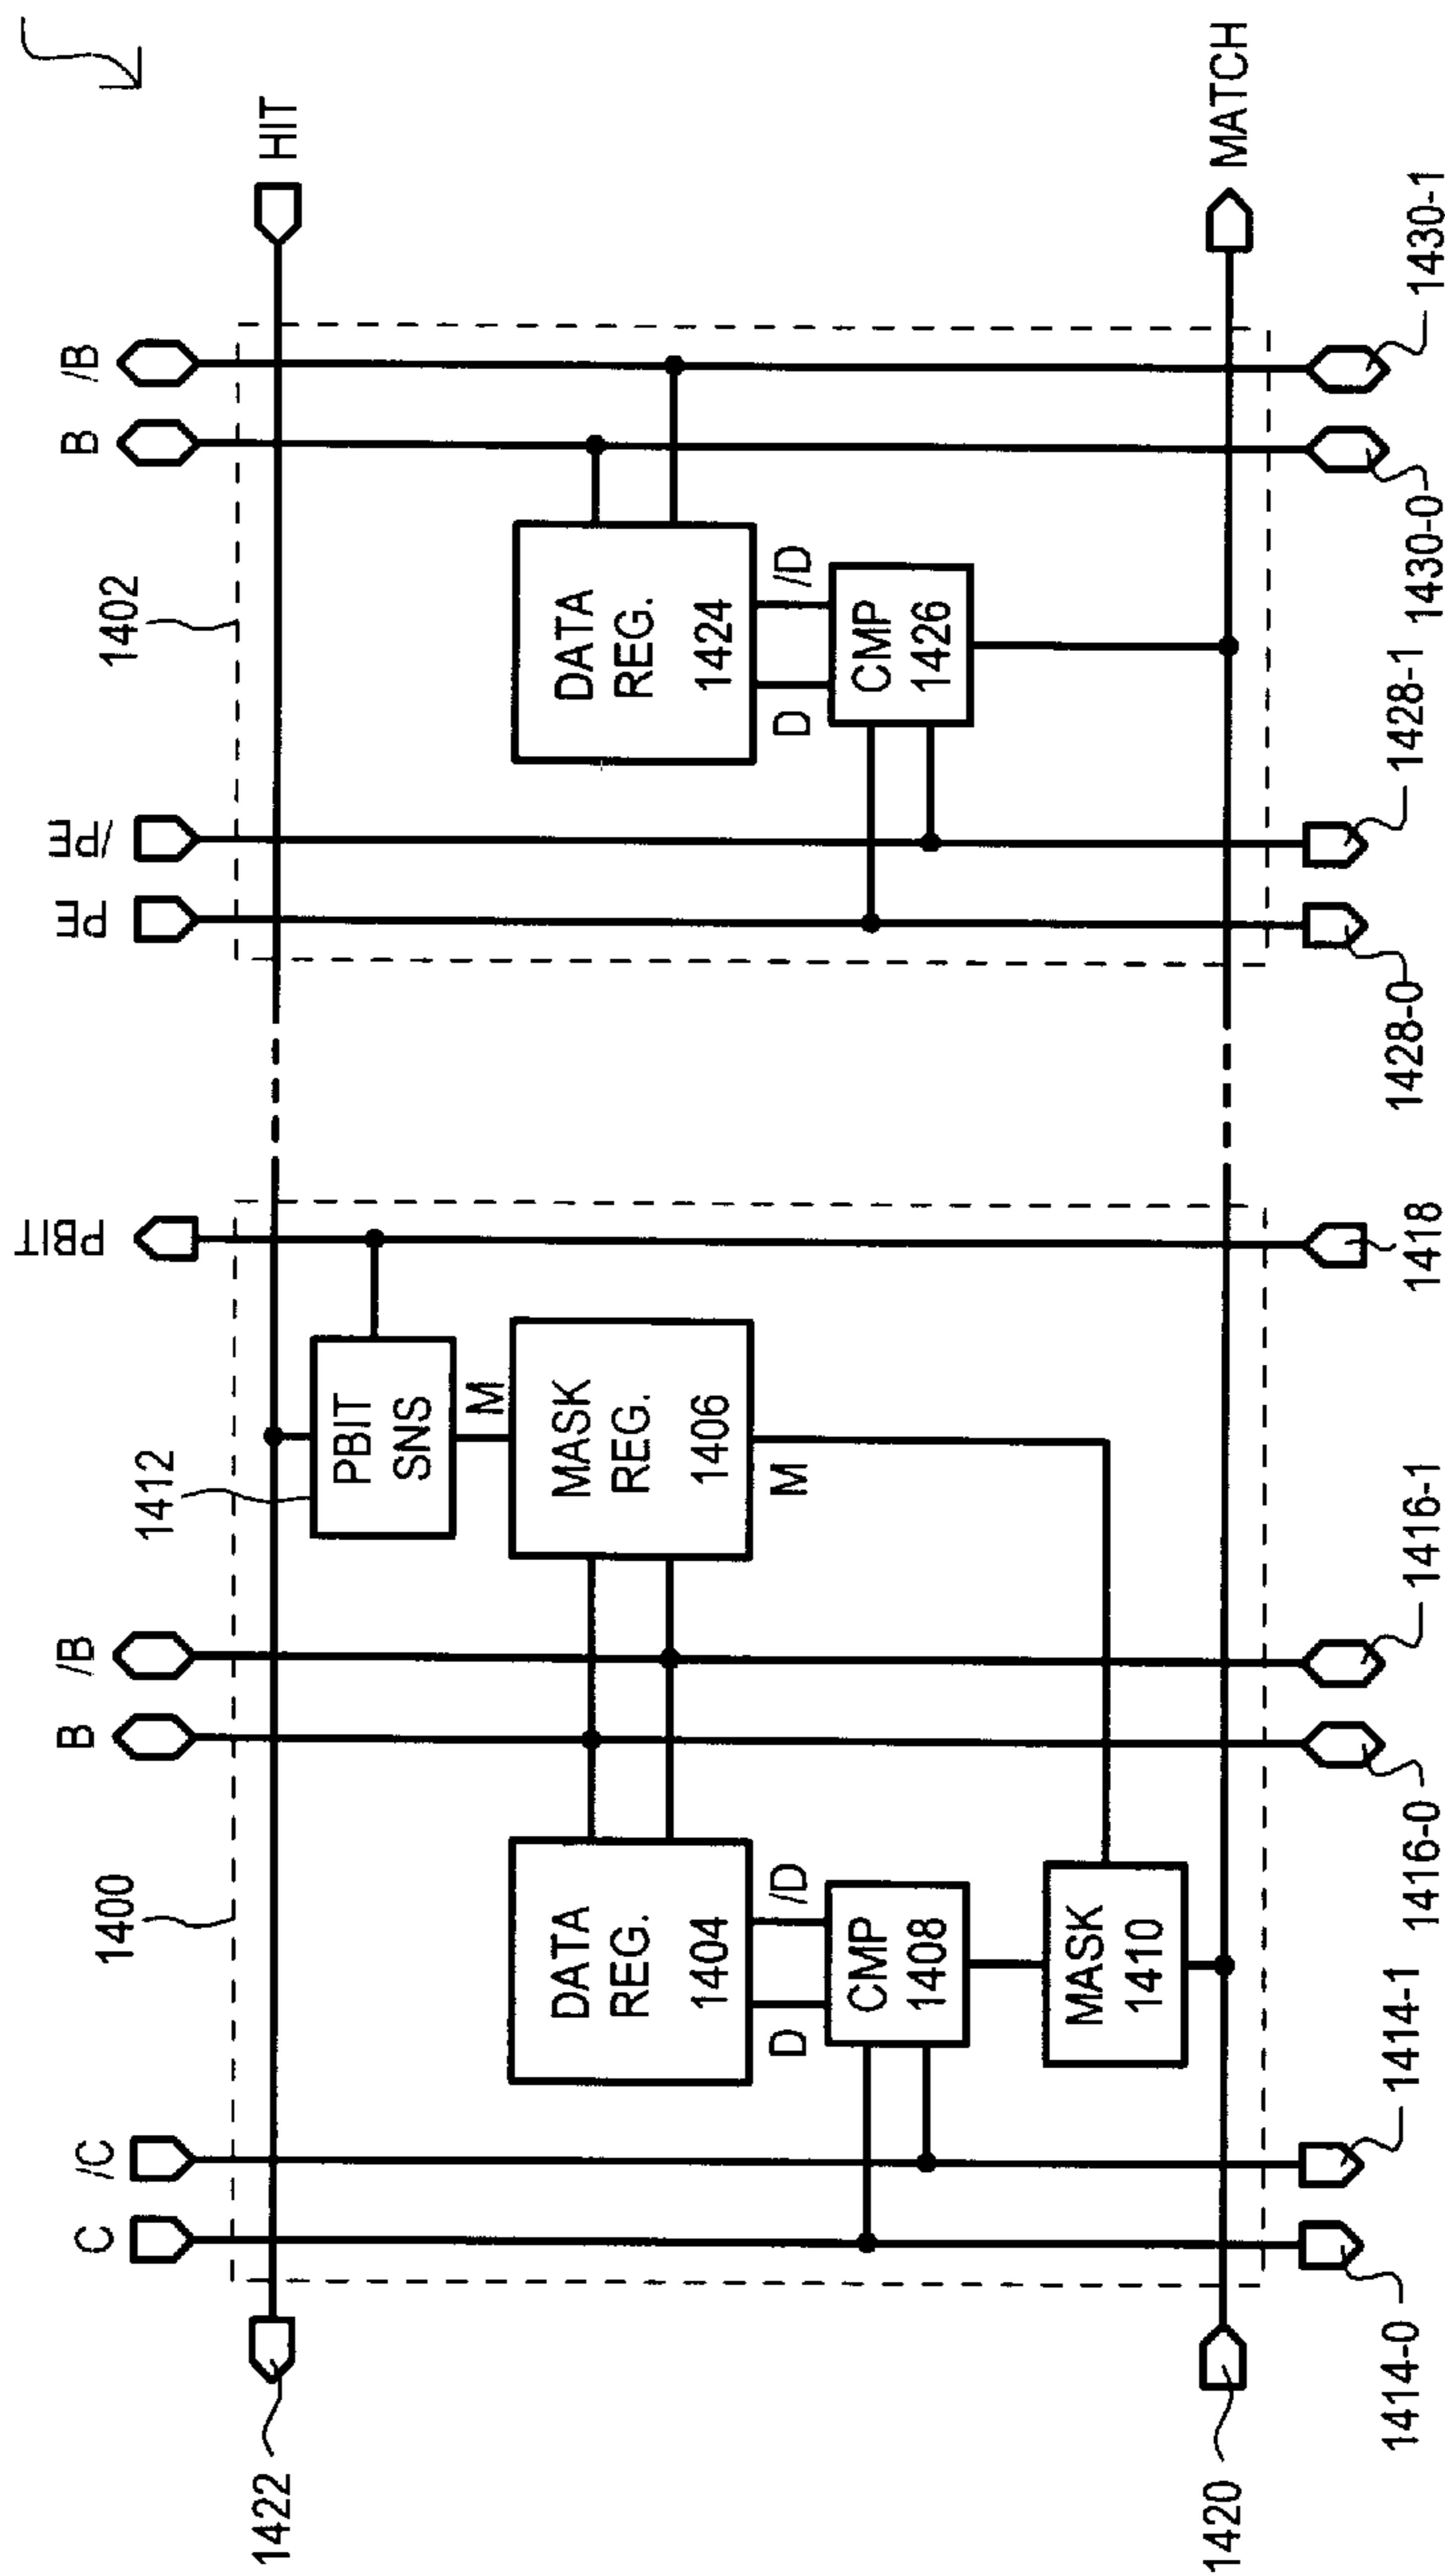 C
/C
B
/B
PBIT
PE
/PE
B
/B
1400
1412
1402
HIT
1422
PBIT
SNS
M
DATA
REG.
1404
MASK
REG.
1406
M
DATA
REG.
1424
D
/D
D
/D
CMP
1408
CMP
1426
MASK
1410
MATCH
1420
1414-0
1414-1
1416-0
1416-1
1418
1428-0
1428-1
1430-0
1430-1